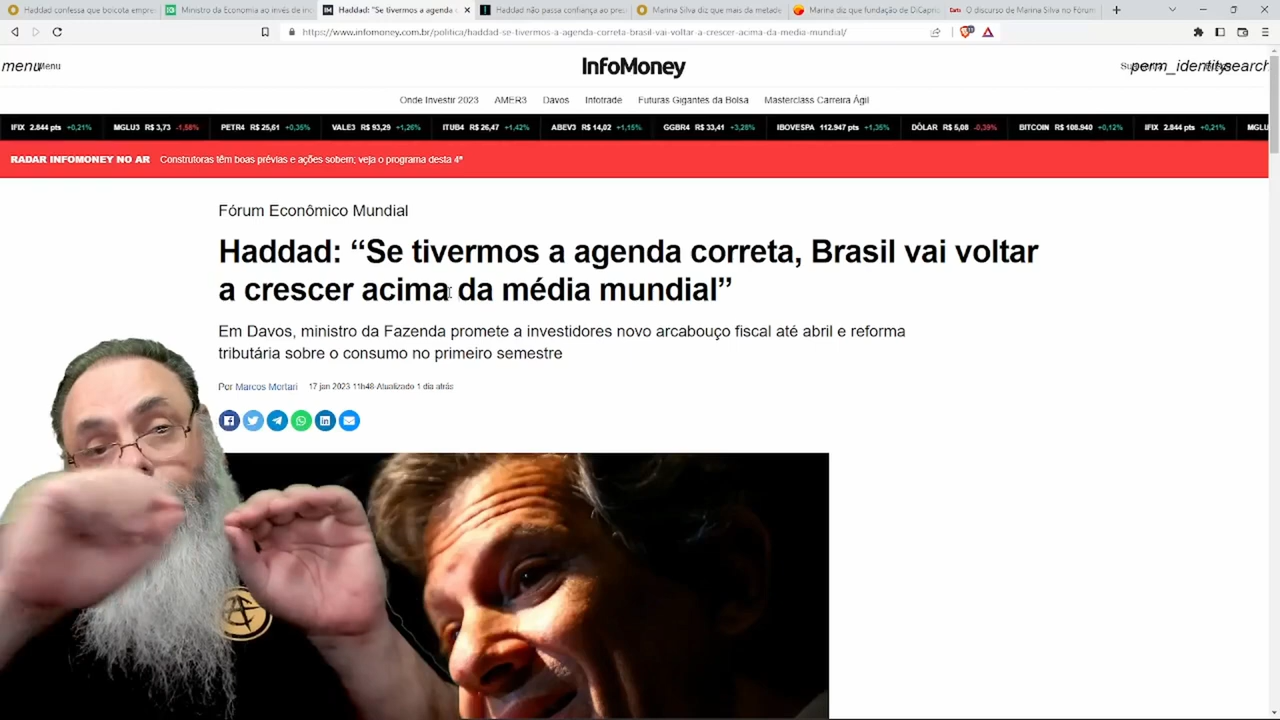 Haddad confessa que boicota empres
Ministro da Economia ao invés de inc
Haddad: "Se tivermos a agenda c
Haddad não passa confiança ao preu
Marina Silva diz que mais da metade
Marina diz que fundação de DiCapris
O discurso de Marina Silva no Fórum
https://www.infomoney.com.br/politica/haddad-se-tivermos-a-agenda-correta-brasil-vai-voltar-a-crescer-acima-da-media-mundial/
menu Menu
InfoMoney
perm_identity search
Onde Investir 2023 AMER3 Davos Infotrade Futuras Gigantes da Bolsa Masterclass Carreira Ágil
IFIX 2.844 pts +0,21% MGLU3 R$ 3,73 -1,58% PETR4 R$ 25,61 +0,35% VALE3 R$ 93,29 +1,26% ITUB4 R$ 26,47 +1,42% ABEV3 R$ 14,02 +1,15% GGBR4 R$ 33,41 +3,28% IBOVESPA 112.947 pts +1,35% DÓLAR R$ 5,08 -0,39% BITCOIN R$ 108.940 +0,12% IFIX 2.844 pts +0,21% MGLU
RADAR INFOMONEY NO AR Construtoras têm boas prévias e ações sobem; veja o programa desta 4ª
Fórum Econômico Mundial
Haddad: “Se tivermos a agenda correta, Brasil vai voltar
a crescer acima da média mundial”
Em Davos, ministro da Fazenda promete a investidores novo arcabouço fiscal até abril e reforma
tributária sobre o consumo no primeiro semestre
Por Marcos Mortari 17 jan 2023 11h48-Atualizado 1 dia atrás